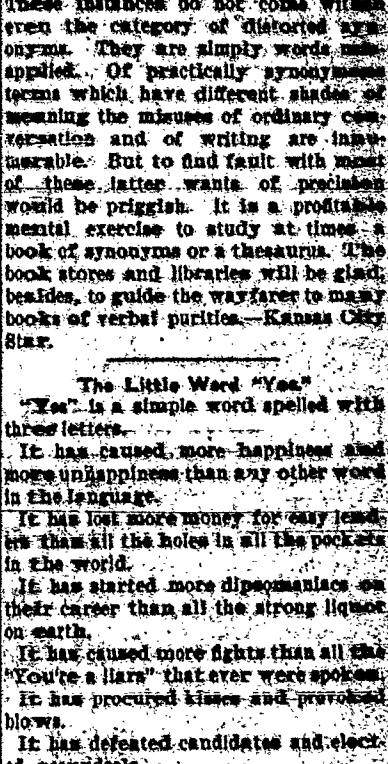 These instances do not come within
even the category of distorted syn-
onyms. They are simply words mis-
applied. Of practically synonymous
terms which have different shades of
meaning the misuses of ordinary con-
versation and of writing are innu-
merable. But to find fault with most
of these latter wants of precision
would be priggish. It is a profitable
mental exercise to study at times a
book of synonyms or a thesaurus. The
book stores and libraries will be glad,
besides, to guide the wayfarer to many
books of verbal purities.—Kansas City
Star.
The Little Word "Yes."
"Yes" is a simple word spelled with
three letters.
It has caused more happiness and
more unhappiness than any other word
in the language.
It has lost more money for easy lend-
ers than all the holes in all the pockets
in the world.
It has started more dipsomaniacs on
their career than all the strong liquor
on earth.
It has caused more fights than all the
"You're a liars" that ever were spoken.
It has procured kisses and provoked
blows.
It has defeated candidates and elect-